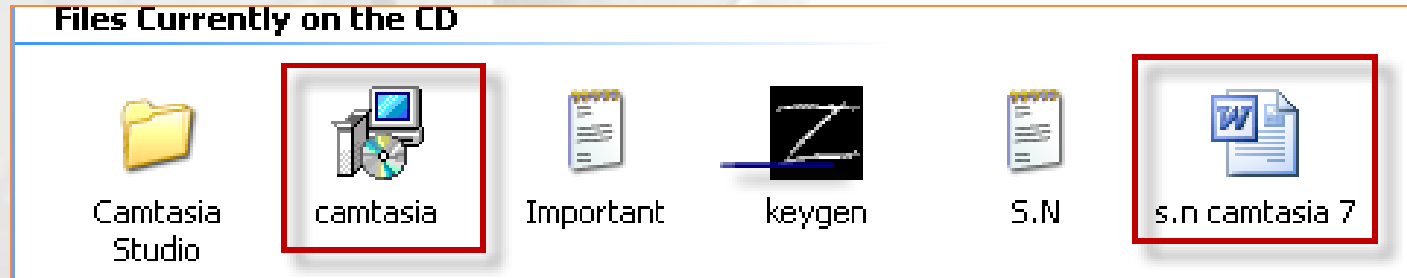 Files Currently on the CD
Camtasia Studio
camtasia
Important
keygen
S.N
s.n camtasia 7